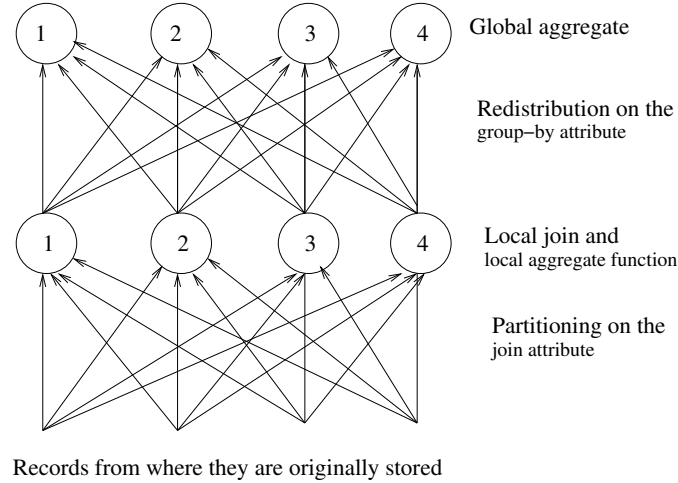 1 2 3 4 Global aggregate
Redistribution on the
group–by attribute
1 2 3 4 Local join and
local aggregate function
Partitioning on the
join attribute
Records from where they are originally stored